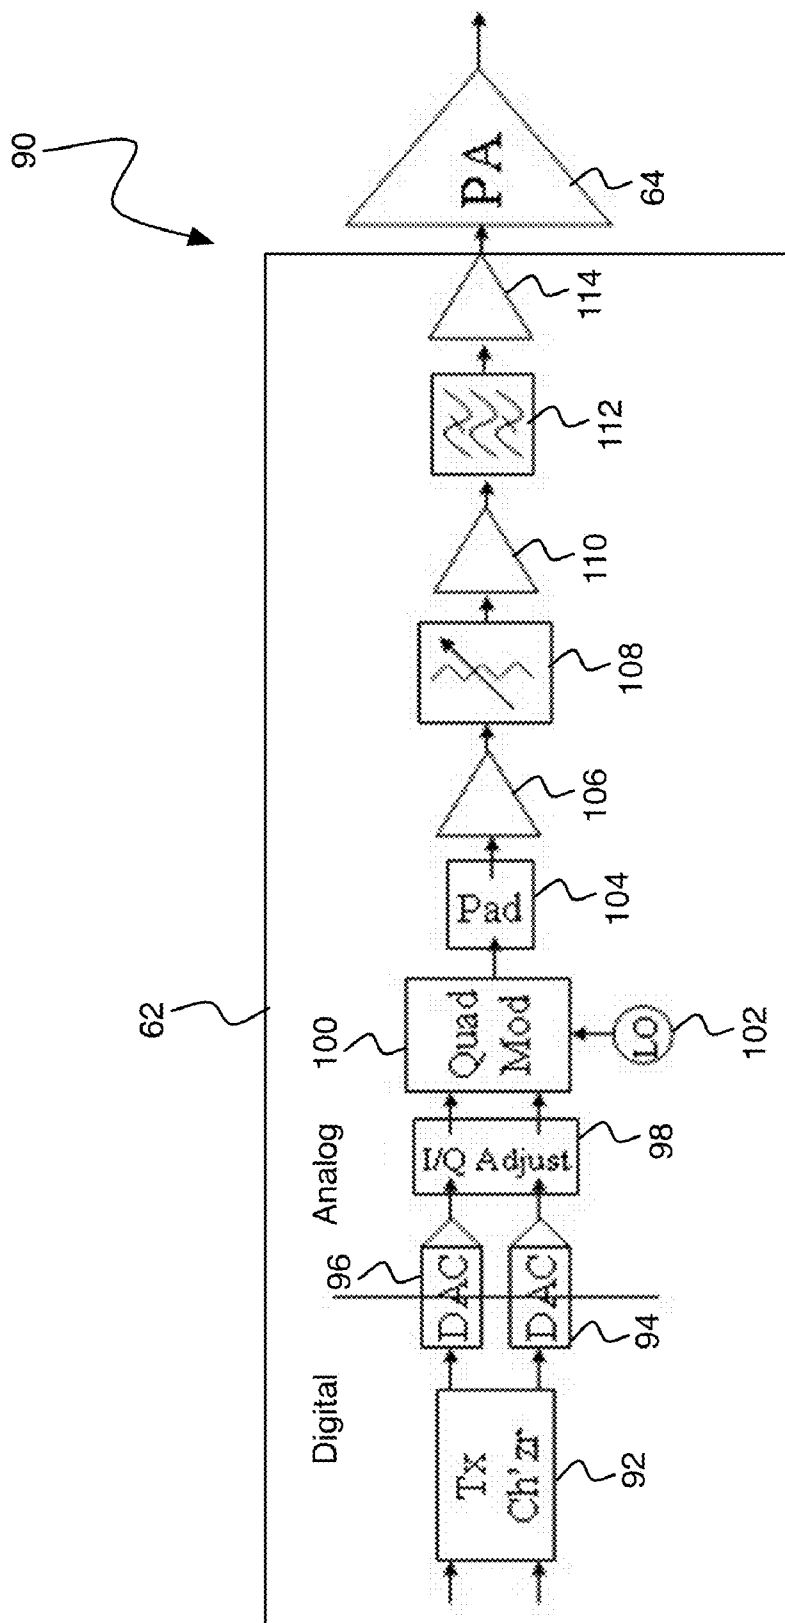 90
62
Digital
Analog
Tx
Ch'zr
92
DAC
96
DAC
94
I/Q Adjust
98
Quad
Mod
100
LO
102
Pad
104
106
108
110
112
114
PA
64